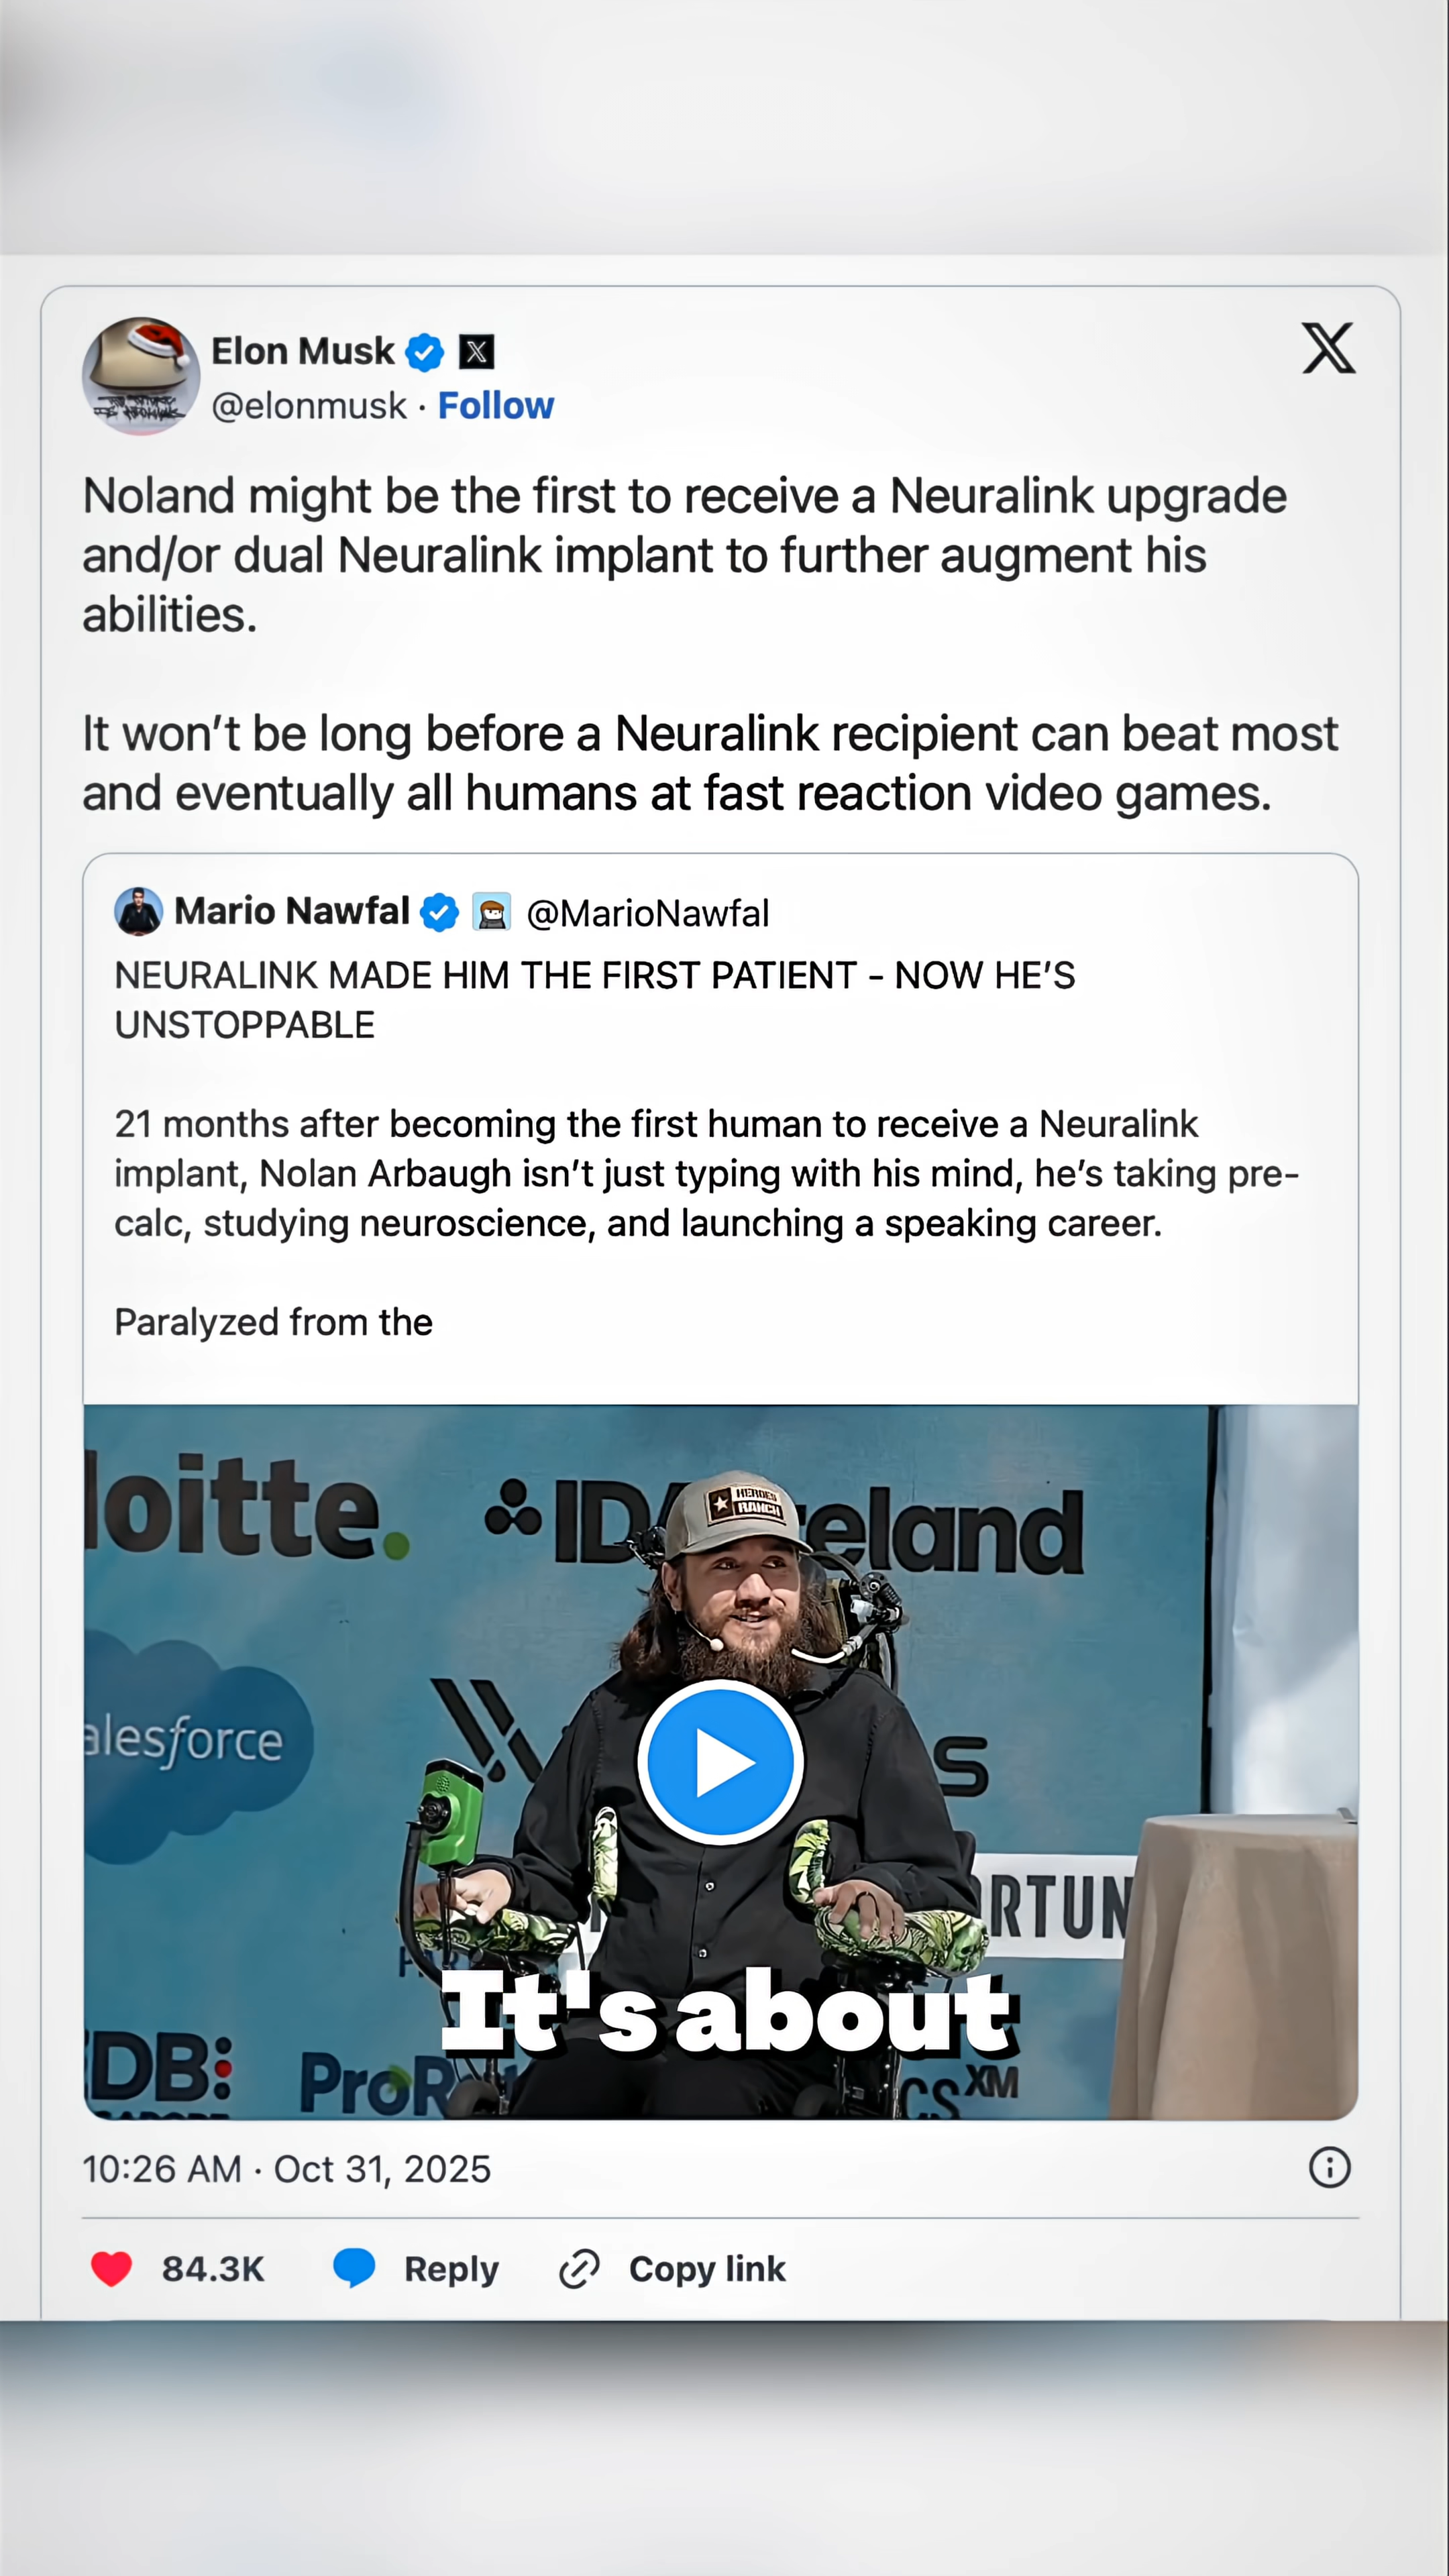 Elon Musk
@elonmusk · Follow
Noland might be the first to receive a Neuralink upgrade
and/or dual Neuralink implant to further augment his
abilities.
It won’t be long before a Neuralink recipient can beat most
and eventually all humans at fast reaction video games.
Mario Nawfal @MarioNawfal
NEURALINK MADE HIM THE FIRST PATIENT - NOW HE’S
UNSTOPPABLE
21 months after becoming the first human to receive a Neuralink
implant, Nolan Arbaugh isn’t just typing with his mind, he’s taking pre-
calc, studying neuroscience, and launching a speaking career.
Paralyzed from the
loitte.
ID
eland
HEROES
RANCH
alesforce
S
ORTUN
It's about
EDB:
ProR
CS XM
10:26 AM · Oct 31, 2025
84.3K
Reply
Copy link